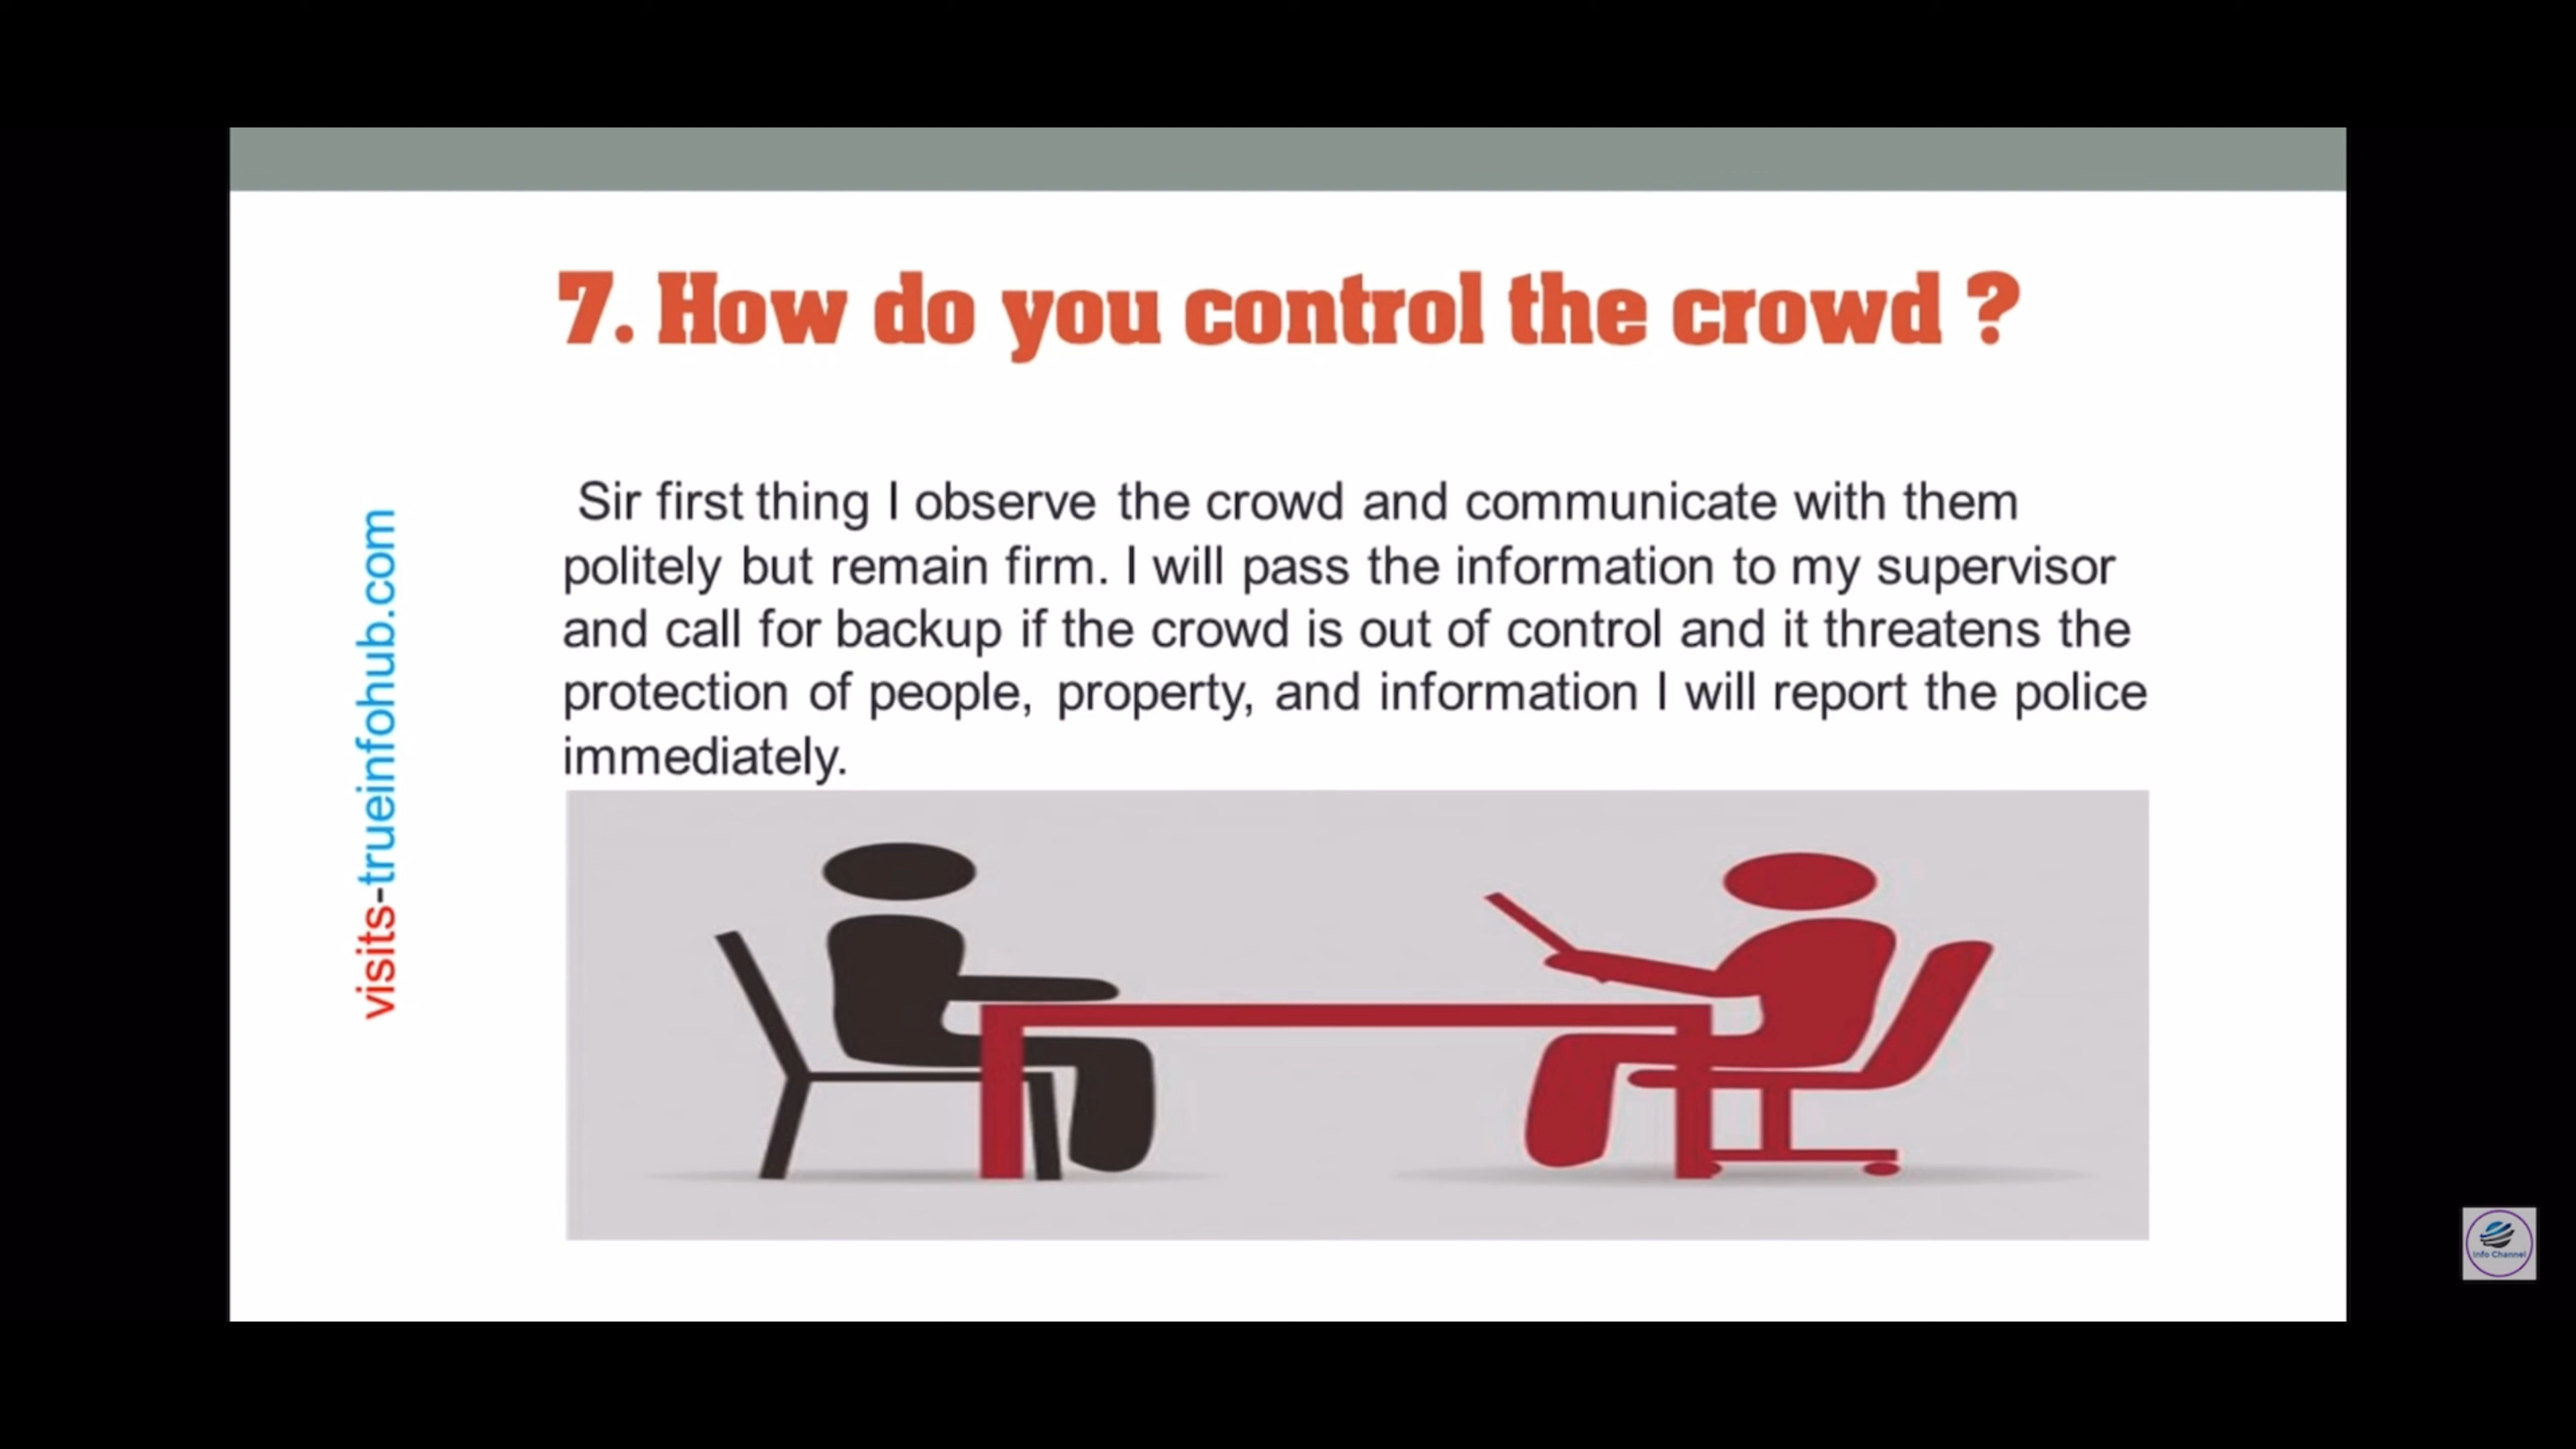 7. How do you control the crowd ?
Sir first thing I observe the crowd and communicate with them
politely but remain firm. I will pass the information to my supervisor
and call for backup if the crowd is out of control and it threatens the
protection of people, property, and information I will report the police
immediately.
visits-trueinfohub.com
Info Channel